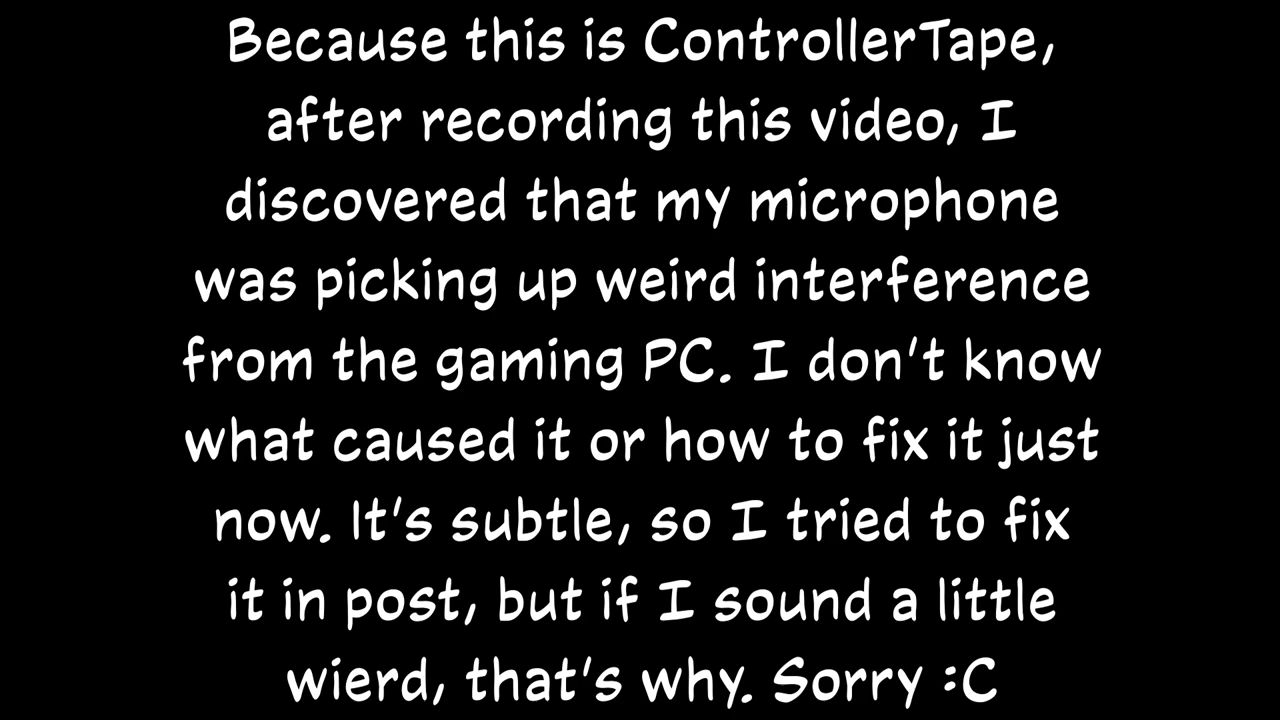 Because this is ControllerTape,
after recording this video, I
discovered that my microphone
was picking up weird interference
from the gaming PC. I don't know
what caused it or how to fix it just
now. It's subtle, so I tried to fix
it in post, but if I sound a little
wierd, that's why. Sorry :C